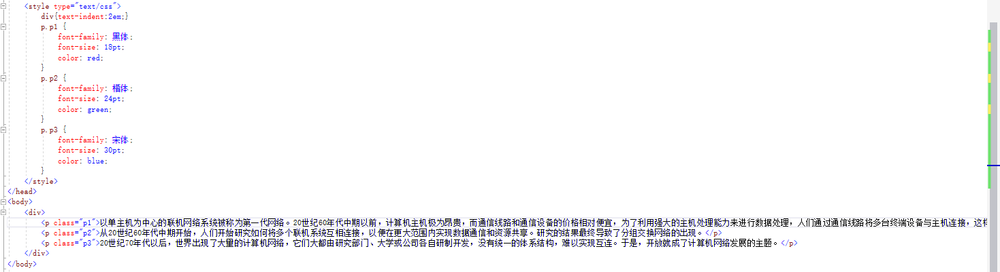 <style type="text/css">
div{text-indent:2em;}
p.p1 {
font-family: 黑体;
font-size: 18pt;
color: red;
}
p.p2 {
font-family: 楷体;
font-size: 24pt;
color: green;
}
p.p3 {
font-family: 宋体;
font-size: 30pt;
color: blue;
}
</style>
</head>
<body>
<div>
<p class="p1">以单主机为中心的联机网络系统被称为第一代网络。20世纪60年代中期以前，计算机主机极为昂贵，而通信线路和通信设备的价格相对便宜，为了利用强大的主机处理能力来进行数据处理，人们通过通信线路将多台终端设备与主机连接，这样
<p class="p2">从20世纪60年代中期开始，人们开始研究如何将多个联机系统互相连接，以便在更大范围内实现数据通信和资源共享。研究的结果最终导致了分组交换网络的出现。</p>
<p class="p3">20世纪70年代以后，世界出现了大量的计算机网络，它们大都由研究部门、大学或公司各自研制开发，没有统一的体系结构，难以实现互连。于是，开放就成了计算机网络发展的主题。</p>
</div>
</body>